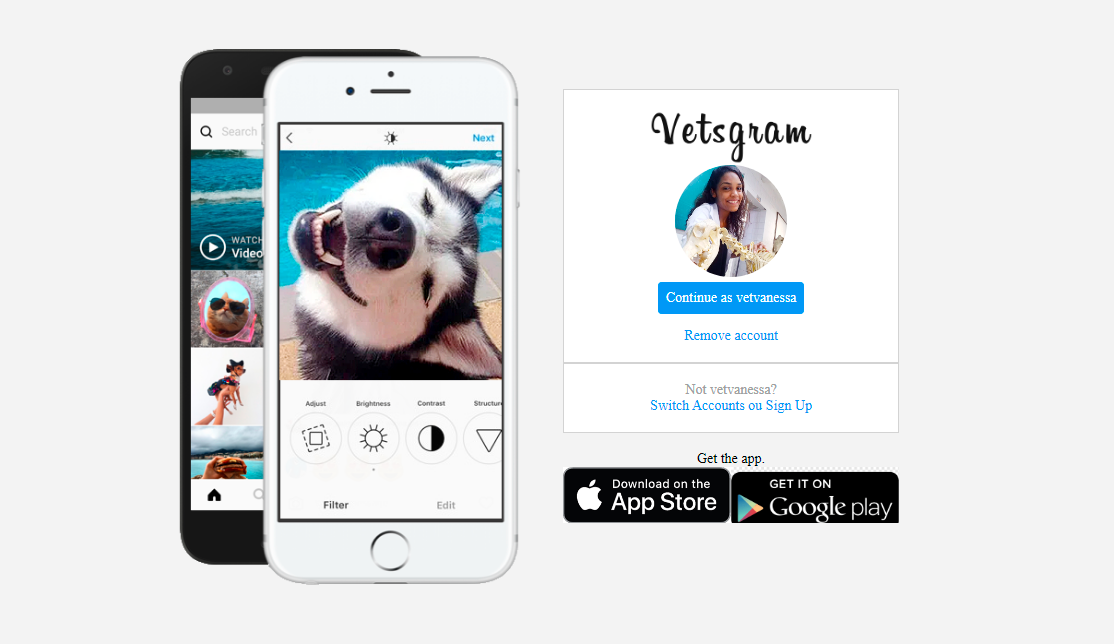 Search
WATCH
Video
Next
Adjust Brightness Contrast Structure
Filter Edit
Vetsgram
Continue as vetvanessa
Remove account
Not vetvanessa?
Switch Accounts ou Sign Up
Get the app.
Download on the
App Store
GET IT ON
Google play